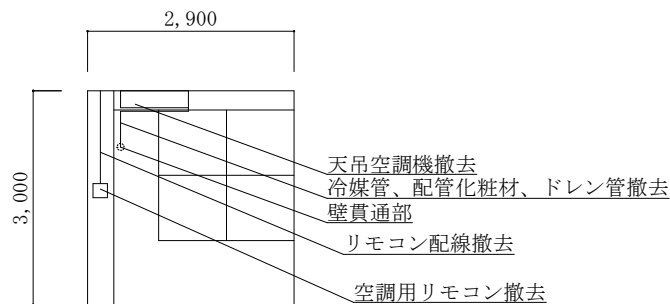 2,900
3,000
天吊空調機撤去
冷媒管、配管化粧材、ドレン管撤去
壁貫通部
リモコン配線撤去
空調用リモコン撤去